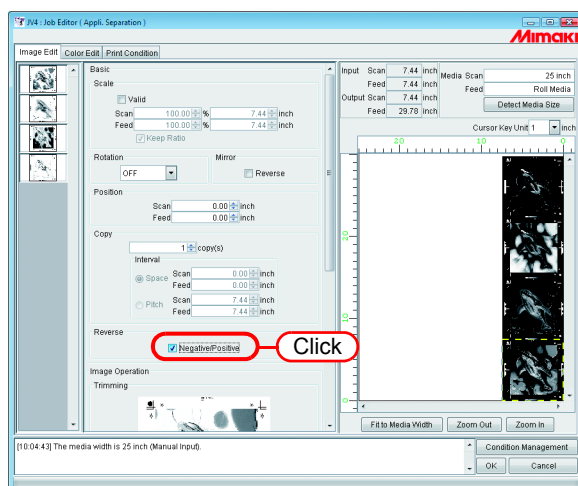 JV4 : Job Editor ( Appli. Separation )
Mimaki
Image Edit Color Edit Print Condition
Basic
Scale
Valid
Scan 100.00 % 7.44 inch
Feed 100.00 % 7.44 inch
Keep Ratio
Rotation Mirror
OFF Reverse
Position
Scan 0.00 inch
Feed 0.00 inch
Copy
1 copy(s)
Interval
Space Scan 0.00 inch
Feed 0.00 inch
Pitch Scan 7.44 inch
Feed 7.44 inch
Reverse
Negative/Positive
Click
Image Operation
Trimming
Input Scan 7.44 inch
Feed 7.44 inch
Output Scan 7.44 inch
Feed 29.78 inch
Media Scan 25 inch
Feed Roll Media
Detect Media Size
Cursor Key Unit 1 inch
20 10 0
20
10
0
Fit to Media Width Zoom Out Zoom In
[10:04:43] The media width is 25 inch (Manual Input).
Condition Management
OK Cancel